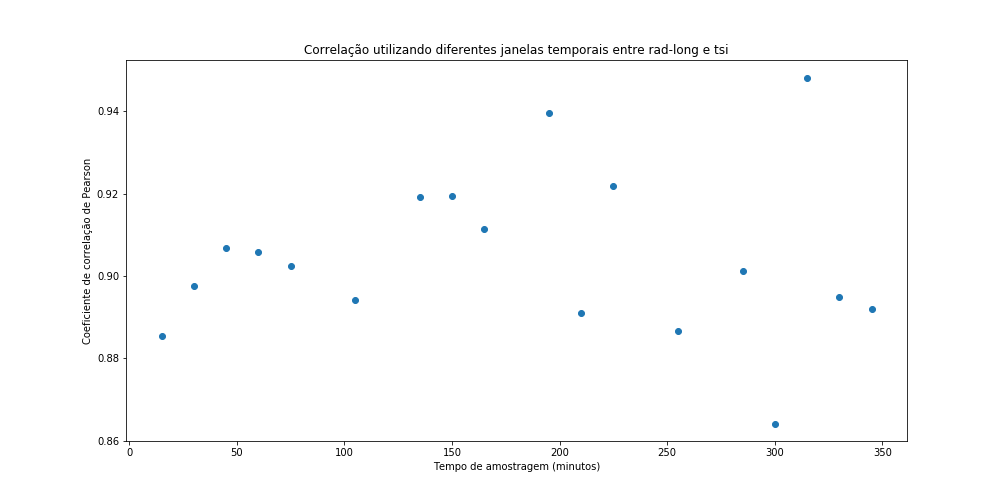 Correlação utilizando diferentes janelas temporais entre rad-long e tsi
0.94
0.92
0.90
0.88
0.86
Coeficiente de correlação de Pearson
0 50 100 150 200 250 300 350
Tempo de amostragem (minutos)